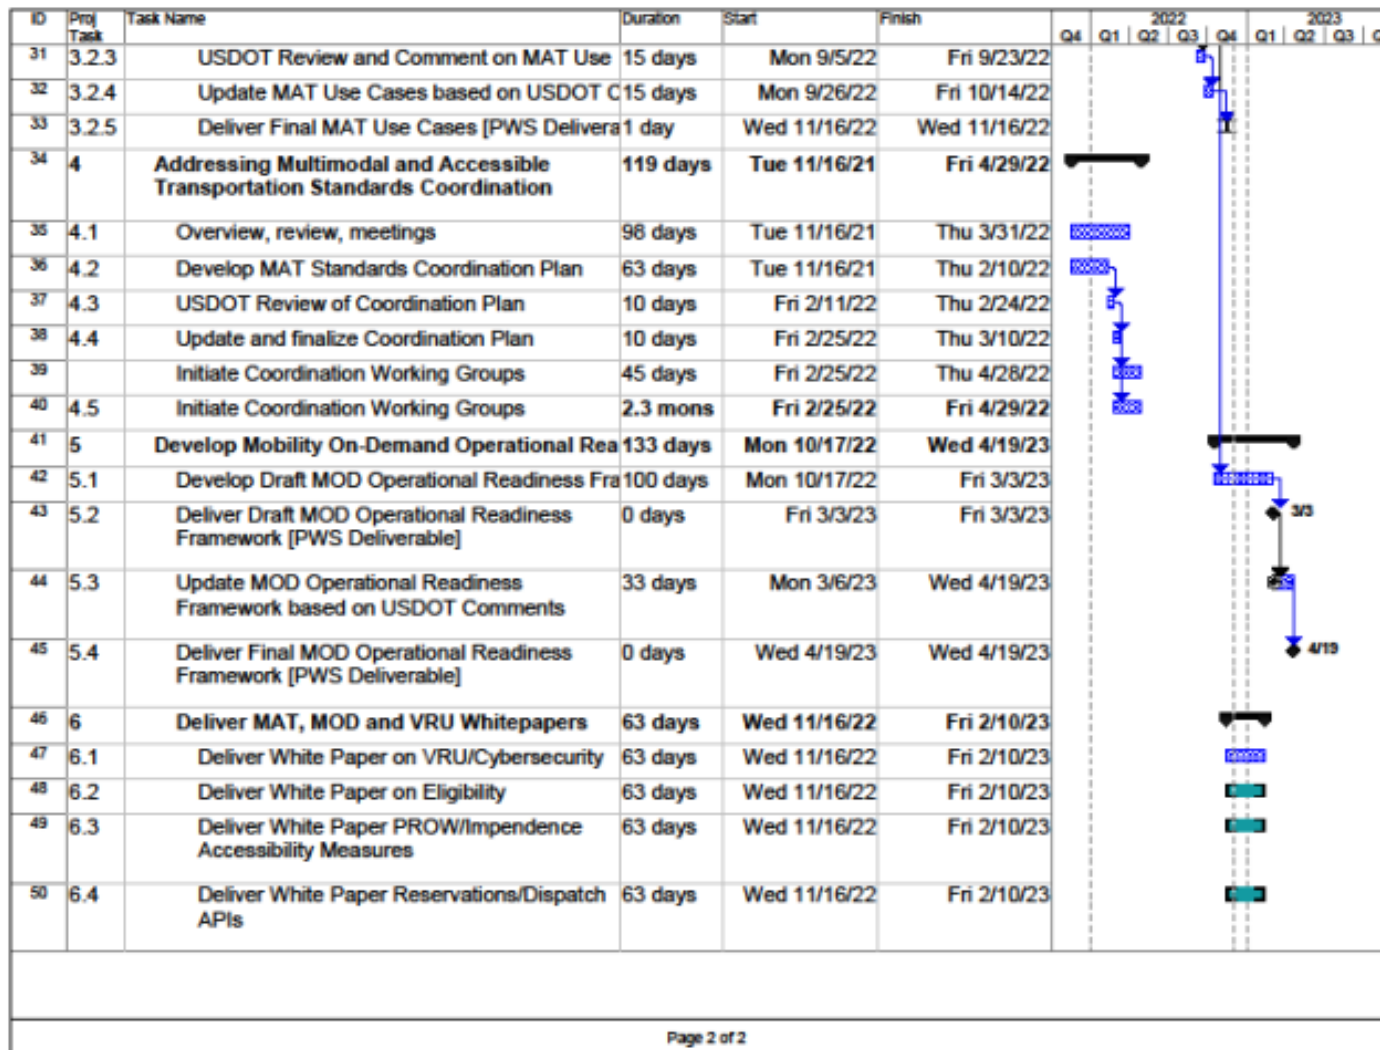 ID Proj Task Task Name Duration Start Finish 2022 2023
Q4 Q1 Q2 Q3 Q4 Q1 Q2 Q3
31 3.2.3 USDOT Review and Comment on MAT Use 15 days Mon 9/5/22 Fri 9/23/22
32 3.2.4 Update MAT Use Cases based on USDOT C 15 days Mon 9/26/22 Fri 10/14/22
33 3.2.5 Deliver Final MAT Use Cases [PWS Delivera 1 day Wed 11/16/22 Wed 11/16/22
34 4 Addressing Multimodal and Accessible 119 days Tue 11/16/21 Fri 4/29/22
Transportation Standards Coordination
35 4.1 Overview, review, meetings 98 days Tue 11/16/21 Thu 3/31/22
36 4.2 Develop MAT Standards Coordination Plan 63 days Tue 11/16/21 Thu 2/10/22
37 4.3 USDOT Review of Coordination Plan 10 days Fri 2/11/22 Thu 2/24/22
38 4.4 Update and finalize Coordination Plan 10 days Fri 2/25/22 Thu 3/10/22
39 Initiate Coordination Working Groups 45 days Fri 2/25/22 Thu 4/28/22
40 4.5 Initiate Coordination Working Groups 2.3 mons Fri 2/25/22 Fri 4/29/22
41 5 Develop Mobility On-Demand Operational Rea 133 days Mon 10/17/22 Wed 4/19/23
42 5.1 Develop Draft MOD Operational Readiness Fra 100 days Mon 10/17/22 Fri 3/3/23
43 5.2 Deliver Draft MOD Operational Readiness 0 days Fri 3/3/23 Fri 3/3/23 3/3
Framework [PWS Deliverable]
44 5.3 Update MOD Operational Readiness 33 days Mon 3/6/23 Wed 4/19/23
Framework based on USDOT Comments
45 5.4 Deliver Final MOD Operational Readiness 0 days Wed 4/19/23 Wed 4/19/23 4/19
Framework [PWS Deliverable]
46 6 Deliver MAT, MOD and VRU Whitepapers 63 days Wed 11/16/22 Fri 2/10/23
47 6.1 Deliver White Paper on VRU/Cybersecurity 63 days Wed 11/16/22 Fri 2/10/23
48 6.2 Deliver White Paper on Eligibility 63 days Wed 11/16/22 Fri 2/10/23
49 6.3 Deliver White Paper PROW/Impendence 63 days Wed 11/16/22 Fri 2/10/23
Accessibility Measures
50 6.4 Deliver White Paper Reservations/Dispatch 63 days Wed 11/16/22 Fri 2/10/23
APIs
Page 2 of 2